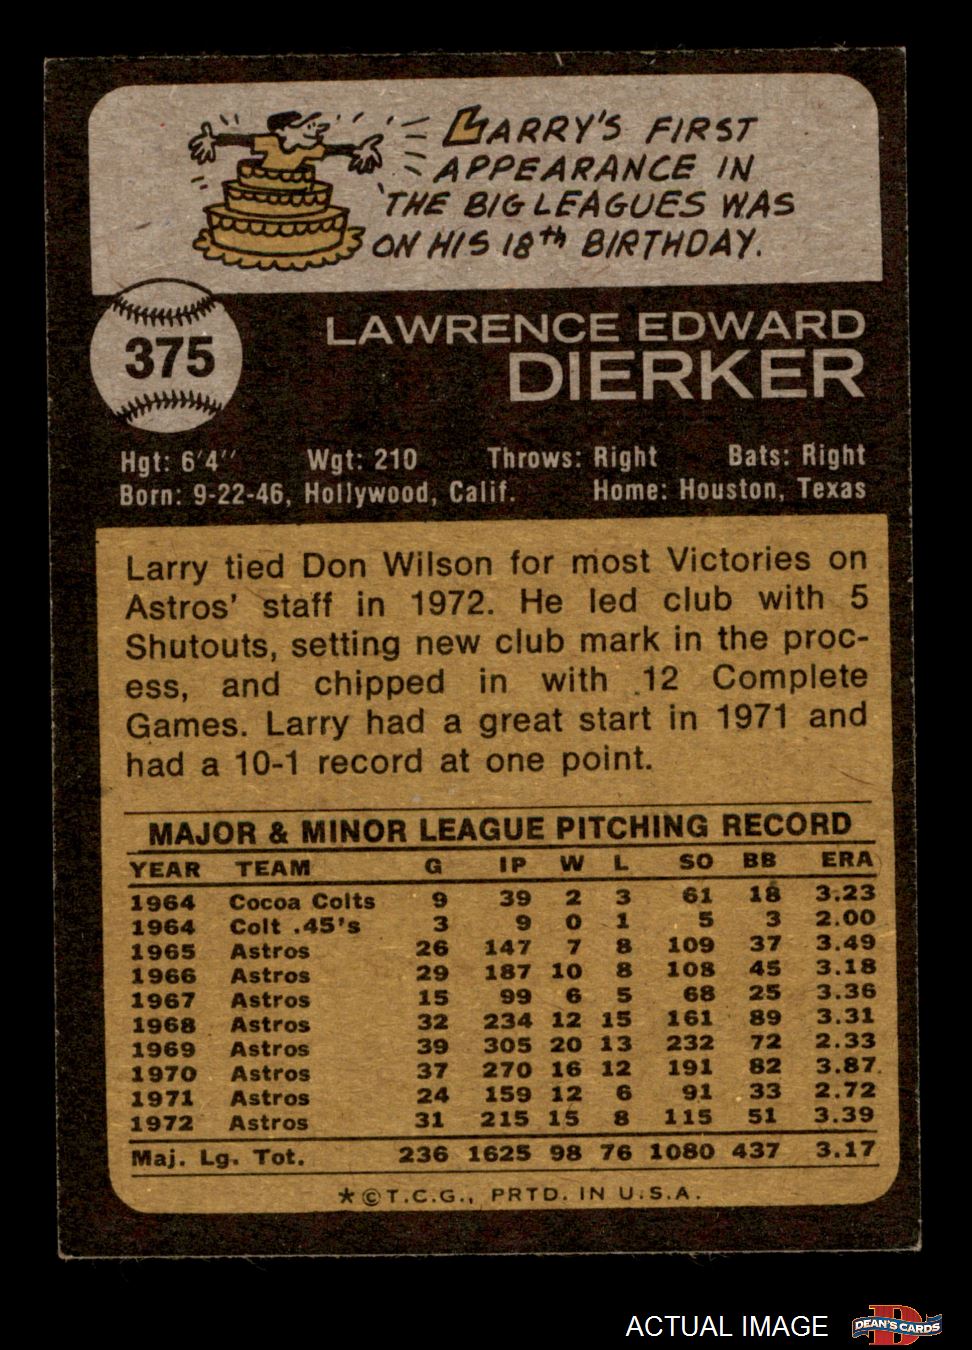 LARRY'S FIRST
APPEARANCE IN
THE BIG LEAGUES WAS
ON HIS 18th BIRTHDAY.
375
LAWRENCE EDWARD
DIERKER
Hgt: 6'4'' Wgt: 210 Throws: Right Bats: Right
Born: 9-22-46, Hollywood, Calif. Home: Houston, Texas
Larry tied Don Wilson for most Victories on
Astros' staff in 1972. He led club with 5
Shutouts, setting new club mark in the proc-
ess, and chipped in with 12 Complete
Games. Larry had a great start in 1971 and
had a 10-1 record at one point.
MAJOR & MINOR LEAGUE PITCHING RECORD
YEAR TEAM G IP W L SO BB ERA
1964 Cocoa Colts 9 39 2 3 61 18 3.23
1964 Colt .45's 3 9 0 1 5 3 2.00
1965 Astros 26 147 7 8 109 37 3.49
1966 Astros 29 187 10 8 108 45 3.18
1967 Astros 15 99 6 5 68 25 3.36
1968 Astros 32 234 12 15 161 89 3.31
1969 Astros 39 305 20 13 232 72 2.33
1970 Astros 37 270 16 12 191 82 3.87
1971 Astros 24 159 12 6 91 33 2.72
1972 Astros 31 215 15 8 115 51 3.39
Maj. Lg. Tot. 236 1625 98 76 1080 437 3.17
*©T.C.G., PRTD. IN U.S.A.
ACTUAL IMAGE
D
DEAN'S CARDS